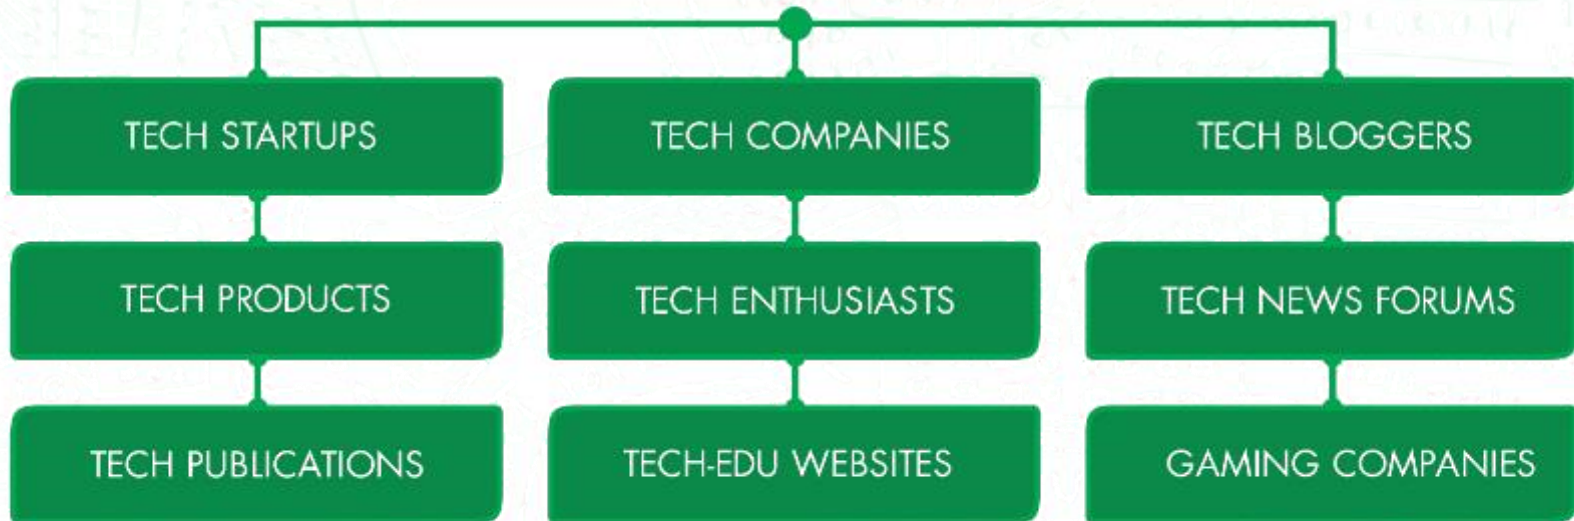 TECH STARTUPS
TECH COMPANIES
TECH BLOGGERS
TECH PRODUCTS
TECH ENTHUSIASTS
TECH NEWS FORUMS
TECH PUBLICATIONS
TECH-EDU WEBSITES
GAMING COMPANIES